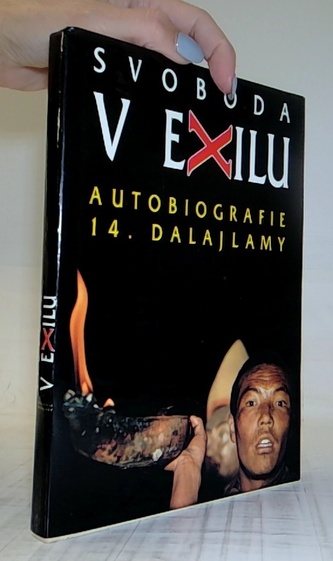 SVOBODA
V EXILU
AUTOBIOGRAFIE
14. DALAJLAMY
V EXILU